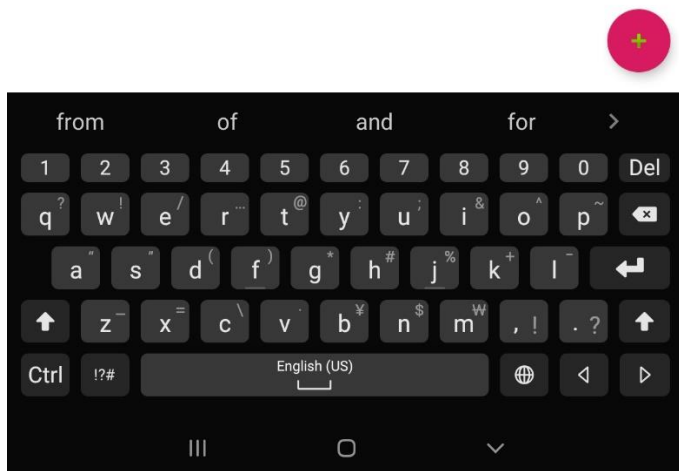 +
from of and for >
1 2 3 4 5 6 7 8 9 0 Del
q ? w ! e / r … t @ y : u ; i & o ^ p ~
a " s " d ( f ) g * h # j % k + l -
z _ x = c \ v · b ¥ n $ m ₩ , ! . ?
Ctrl !?# English (US)